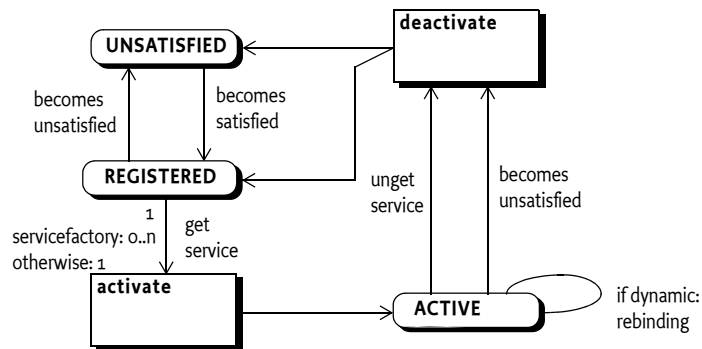 deactivate
UNSATISFIED
becomes
unsatisfied
becomes
satisfied
REGISTERED
unget
service
becomes
unsatisfied
1
get
service
servicefactory: 0..n
otherwise: 1
activate
ACTIVE
if dynamic:
rebinding